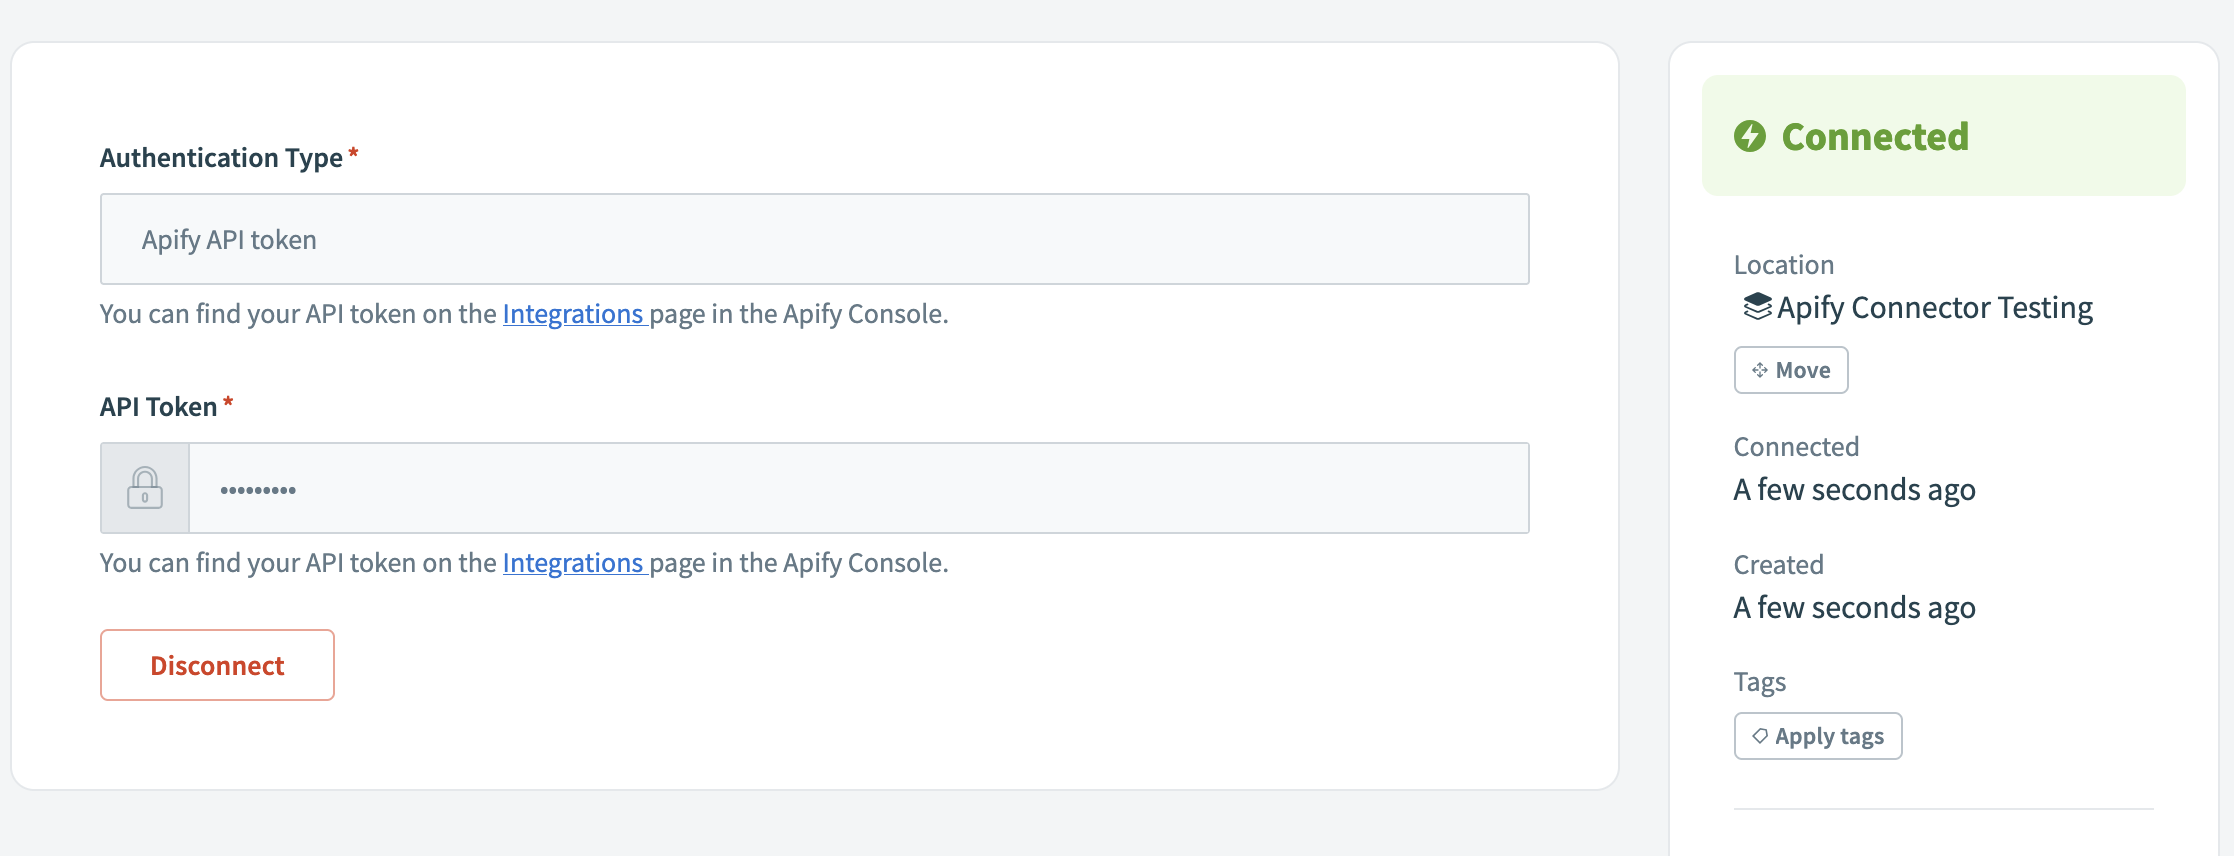 Authentication Type *
Apify API token
You can find your API token on the Integrations page in the Apify Console.
API Token *
•••••••••
You can find your API token on the Integrations page in the Apify Console.
Disconnect
Connected
Location
Apify Connector Testing
Move
Connected
A few seconds ago
Created
A few seconds ago
Tags
Apply tags